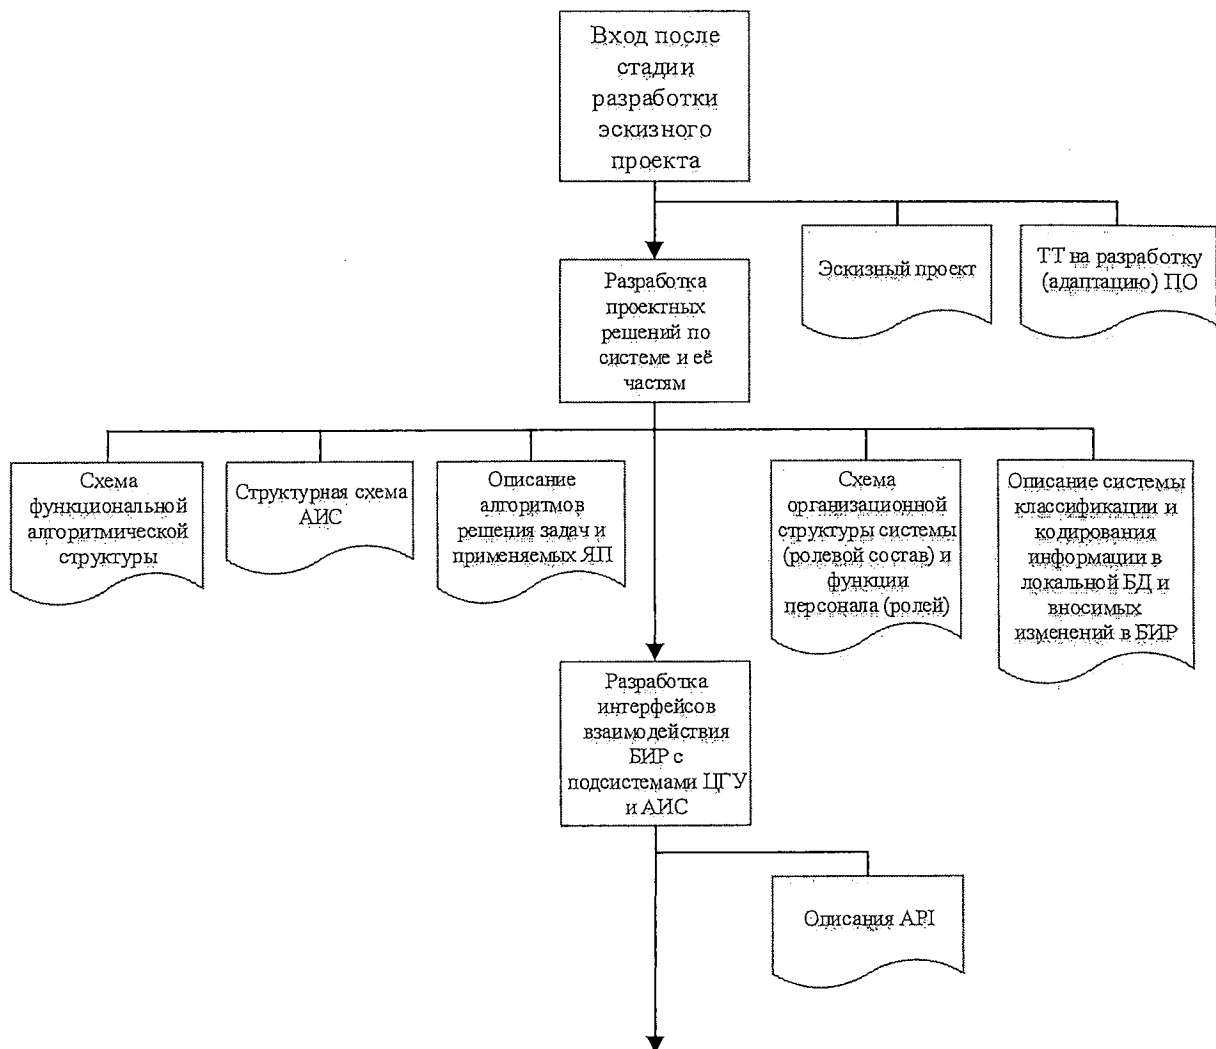 Вход после
стадии
разработки
эскизного
проекта
Эскизный проект
ТТ на разработку
(адаптацию) ПО
Разработка
проектных
решений по
системе и её
частям
Схема
функциональной
алгоритмической
структуры
Структурная схема
АИС
Описание
алгоритмов
решения задач и
применяемых ЯП
Схема
организационной
структуры системы
(ролевой состав) и
функции
персонала (ролей)
Описание системы
классификации и
кодирования
информации в
локальной БД и
вносимых
изменений в БИР
Разработка
интерфейсов
взаимодействия
БИР с
подсистемами ЦГУ
и АИС
Описания API